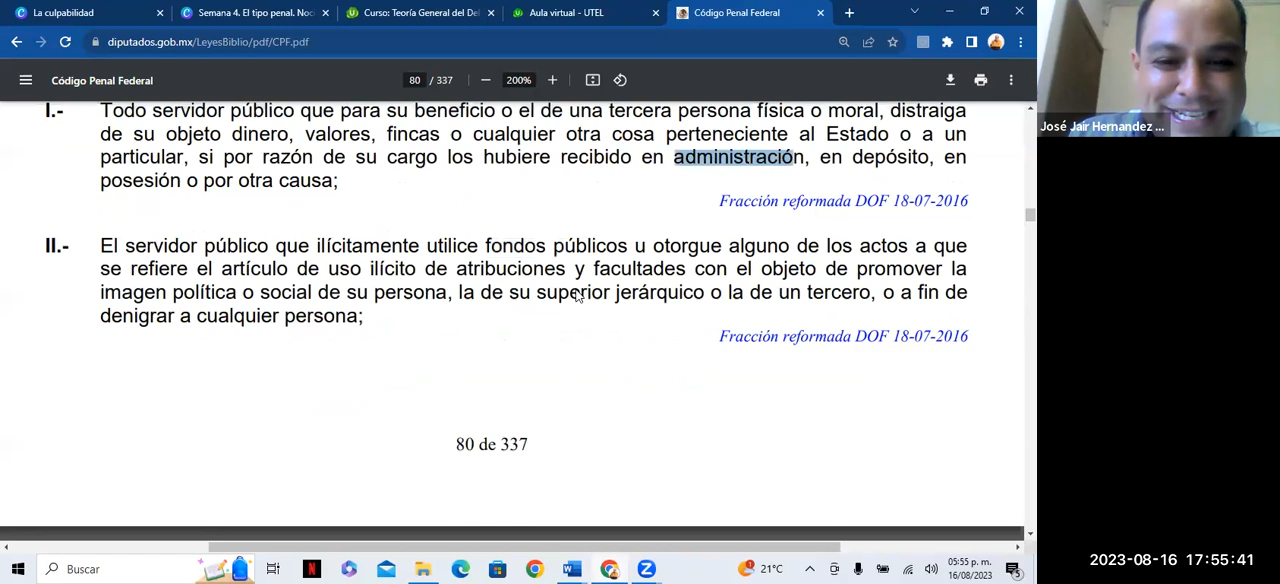 La culpabilidad
Semana 4. El tipo penal. Noc
Curso: Teoría General del De
Aula virtual - UTEL
Código Penal Federal
diputados.gob.mx/LeyesBiblio/pdf/CPF.pdf
Código Penal Federal
80 / 337
200%
I.- Todo servidor público que para su beneficio o el de una tercera persona física o moral, distraiga
de su objeto dinero, valores, fincas o cualquier otra cosa perteneciente al Estado o a un
particular, si por razón de su cargo los hubiere recibido en administración, en depósito, en
posesión o por otra causa;
Fracción reformada DOF 18-07-2016
II.- El servidor público que ilícitamente utilice fondos públicos u otorgue alguno de los actos a que
se refiere el artículo de uso ilícito de atribuciones y facultades con el objeto de promover la
imagen política o social de su persona, la de su superior jerárquico o la de un tercero, o a fin de
denigrar a cualquier persona;
Fracción reformada DOF 18-07-2016
80 de 337
José Jair Hernandez ...
Buscar
21°C
05:55 p. m.
16/08/2023
5
2023-08-16 17:55:41